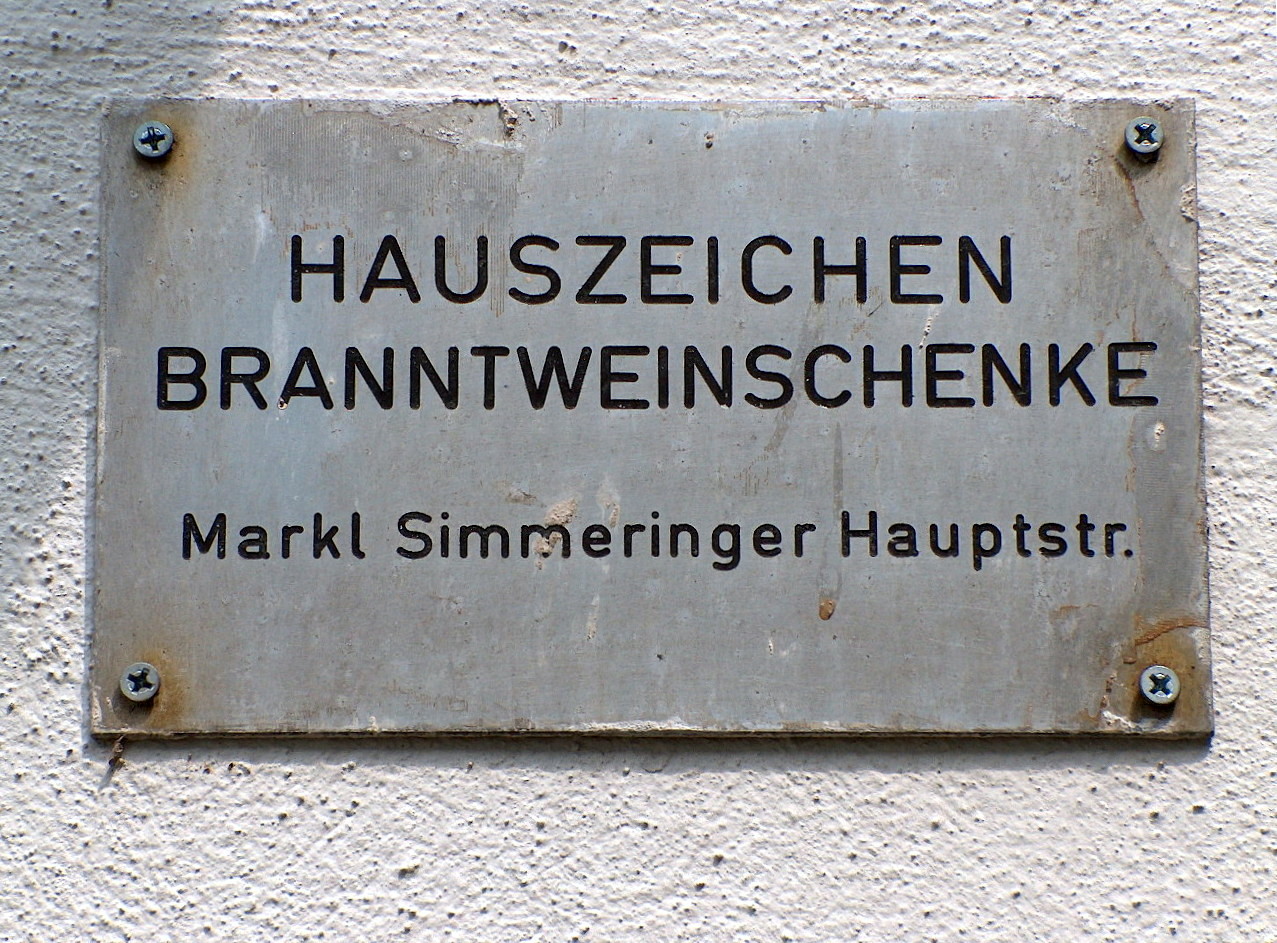 HAUSZEICHEN
BRANNTWEINSCHENKE
Markl Simmeringer Hauptstr.